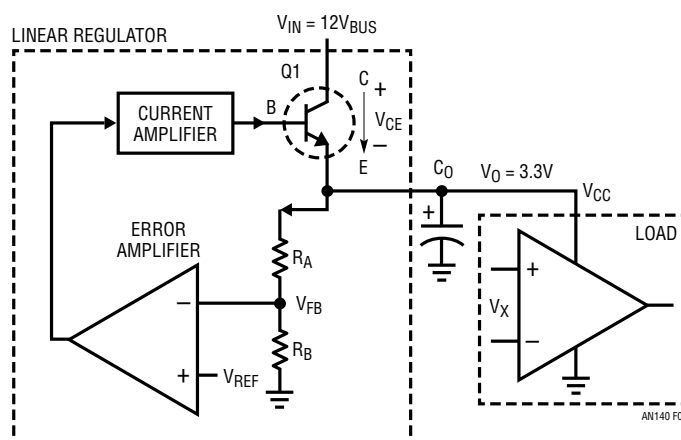 V_IN = 12V_BUS
LINEAR REGULATOR
Q1
C
+
CURRENT
AMPLIFIER
B
V_CE
−
E
C_O
V_O = 3.3V
V_CC
+
LOAD
ERROR
AMPLIFIER
R_A
+
−
V_FB
V_X
−
R_B
+
V_REF
AN140 F